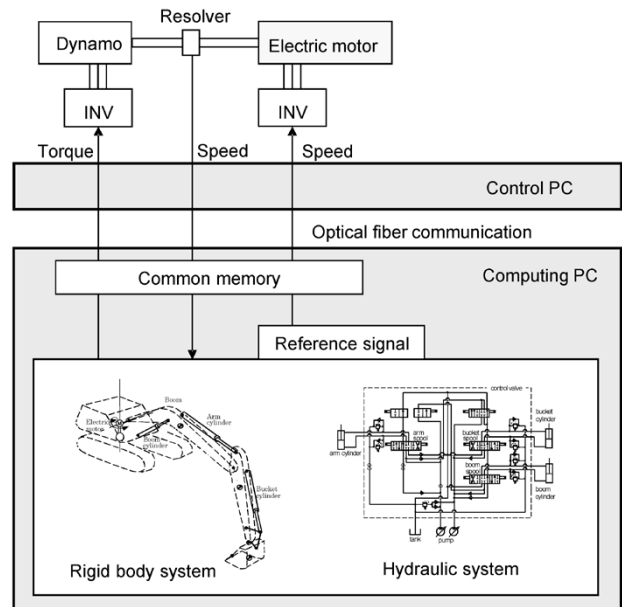 Resolver
Dynamo
Electric motor
INV
INV
Torque
Speed
Speed
Control PC
Optical fiber communication
Common memory
Computing PC
Reference signal
Boom
Electric
motor
Arm
cylinder
Boom
cylinder
Bucket
cylinder
Rigid body system
control valve
arm
spool
bucket
spool
boom
spool
arm cylinder
bucket
cylinder
boom
cylinder
tank
pump
Hydraulic system